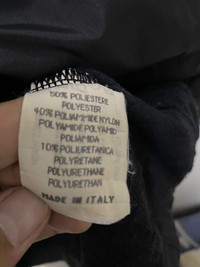 50% POLIESTERE
POLYESTER
40% POLIAMMIDE NYLON
POLYAMIDE POLYAMID
POLIAMIDA
10% POLIURETANICA
POLYRETANE
POLYURETHANE
POLYURETHAN
MADE IN ITALY